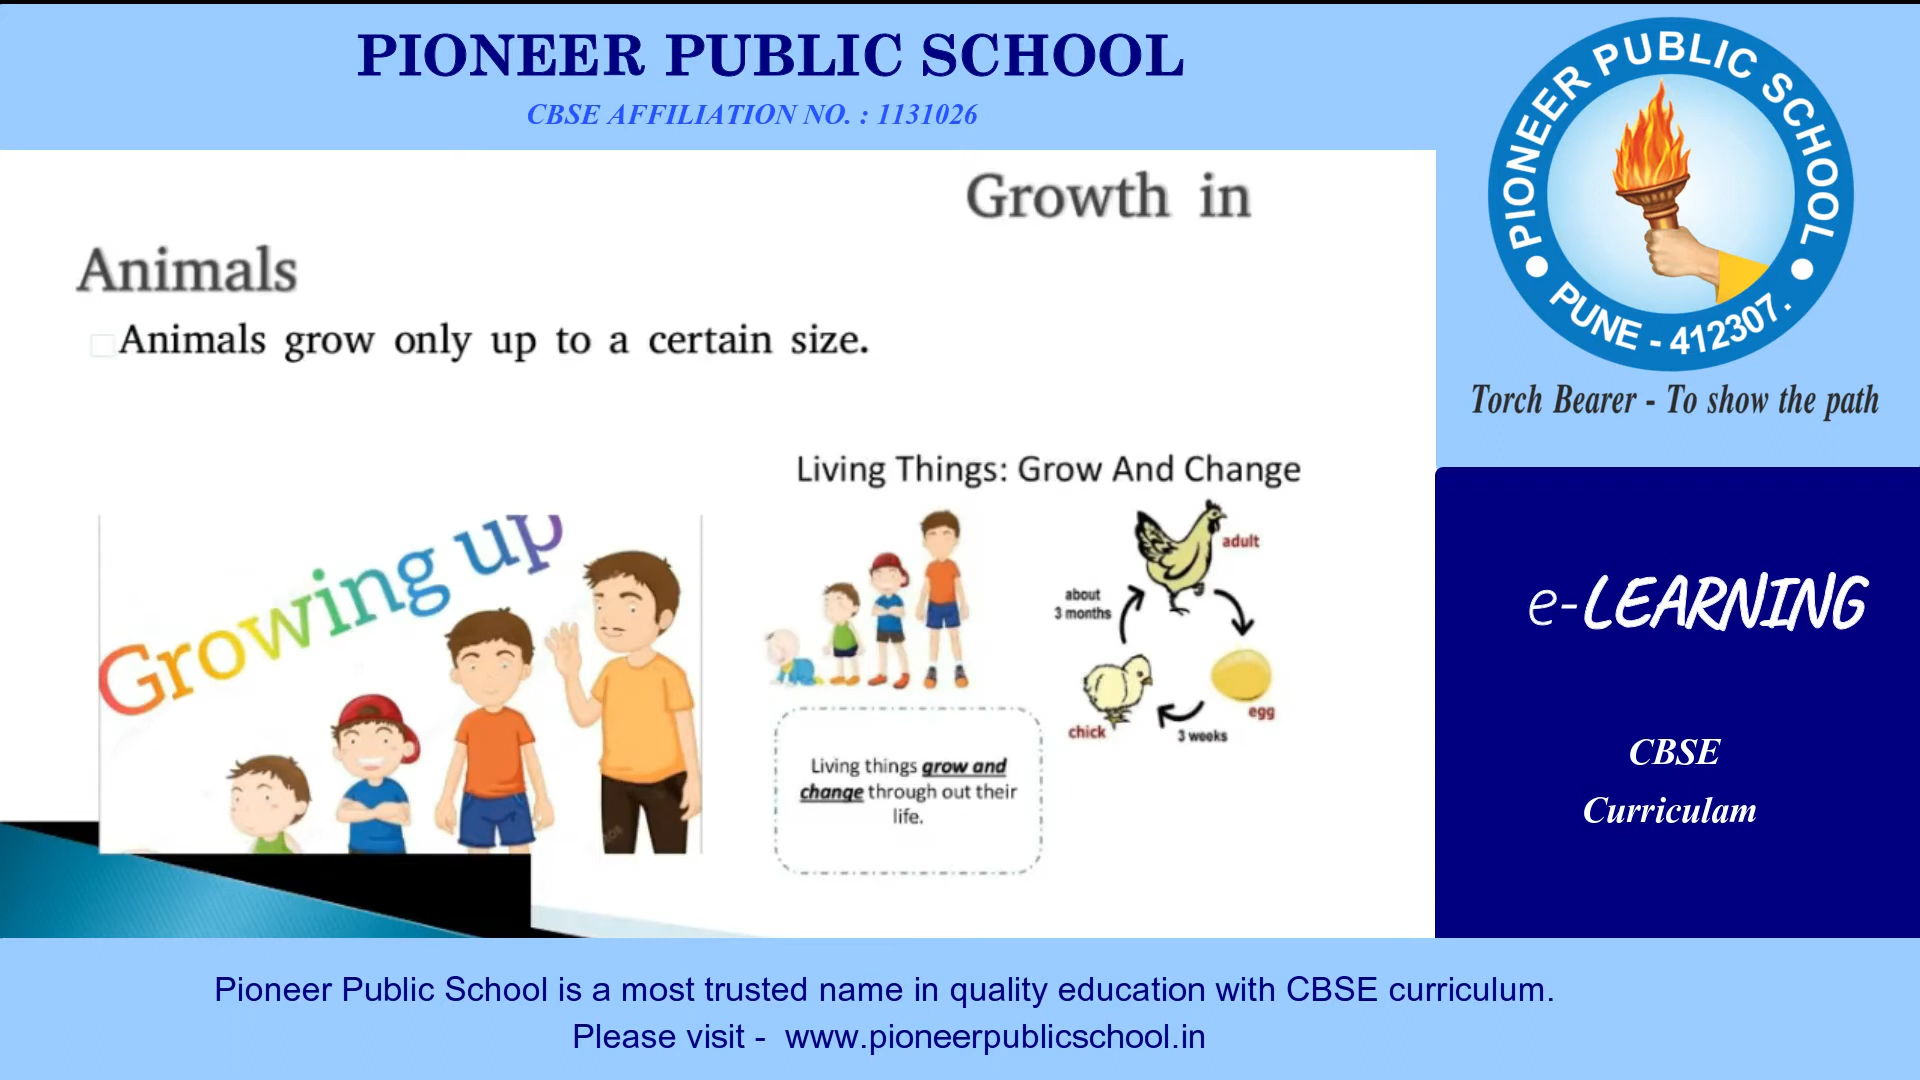 PIONEER PUBLIC SCHOOL
CBSE AFFILIATION NO. : 1131026
PIONEER PUBLIC SCHOOL
PUNE - 412307.
Torch Bearer - To show the path
Growth in
Animals
Animals grow only up to a certain size.
Growing up
Living Things: Grow And Change
adult
about
3 months
egg
chick
3 weeks
Living things grow and
change through out their
life.
e-LEARNING
CBSE
Curriculam
Pioneer Public School is a most trusted name in quality education with CBSE curriculum.
Please visit - www.pioneerpublicschool.in